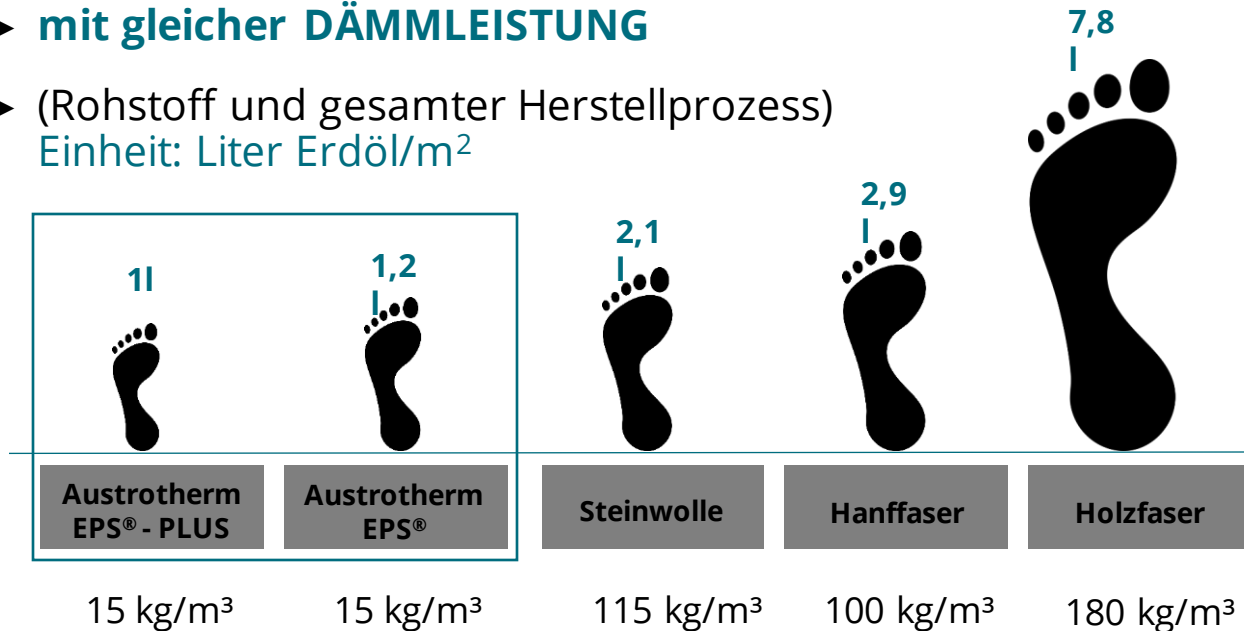 ► mit gleicher DÄMMLEISTUNG
► (Rohstoff und gesamter Herstellprozess)
Einheit: Liter Erdöl/m²
1l
1,2
l
2,1
l
2,9
l
7,8
l
Austrotherm
EPS® - PLUS
Austrotherm
EPS®
Steinwolle
Hanffaser
Holzfaser
15 kg/m³
15 kg/m³
115 kg/m³
100 kg/m³
180 kg/m³